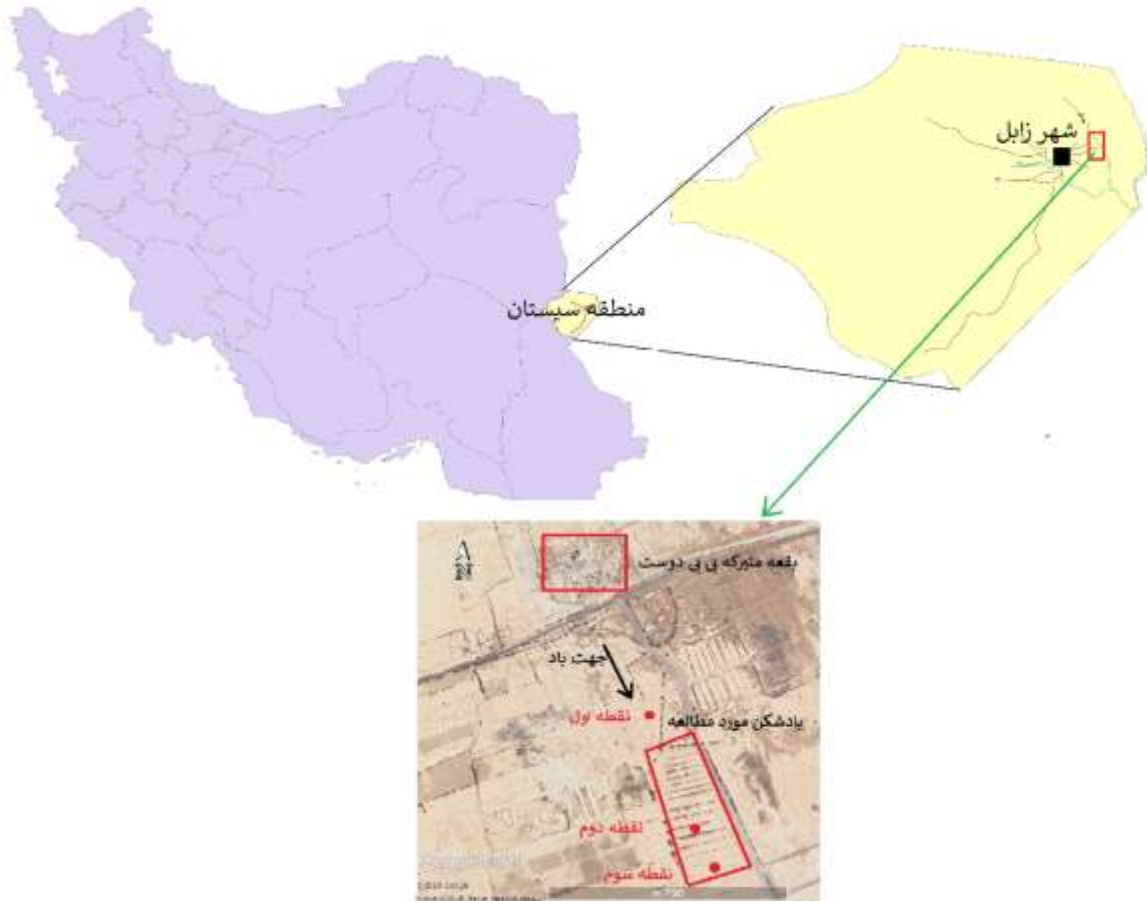 شهر زابل
منطقه سیستان
بقعه متبرکه بی بی دوست
جهت باد
نقطه اول
بادشکن مورد مطالعه
نقطه دوم
نقطه سوم